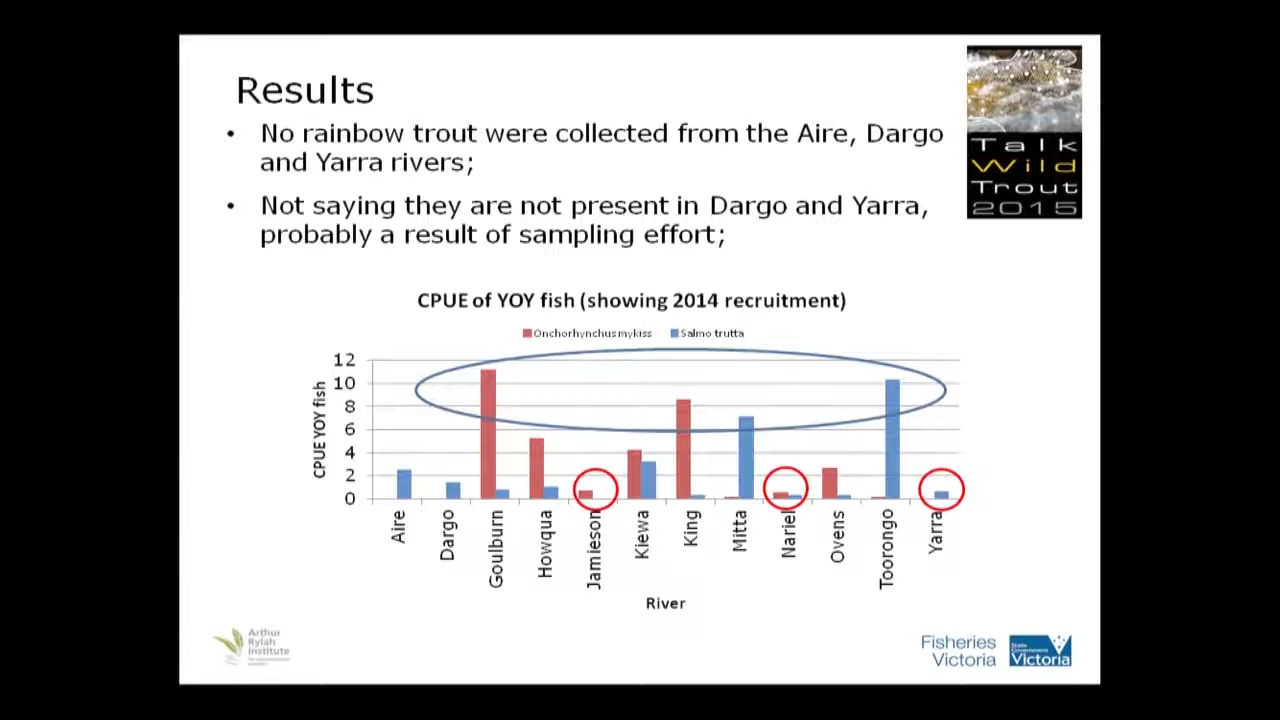 Results
• No rainbow trout were collected from the Aire, Dargo
and Yarra rivers;
• Not saying they are not present in Dargo and Yarra,
probably a result of sampling effort;
Talk
Wild
Trout
2015
CPUE of YOY fish (showing 2014 recruitment)
Onchorhynchus mykiss Salmo trutta
CPUE YOY fish
12
10
8
6
4
2
0
Aire
Dargo
Goulburn
Howqua
Jamieson
Kiewa
King
Mitta
Nariel
Ovens
Toorongo
Yarra
River
Arthur
Rylah
Institute
Fisheries
Victoria
State
Government
Victoria